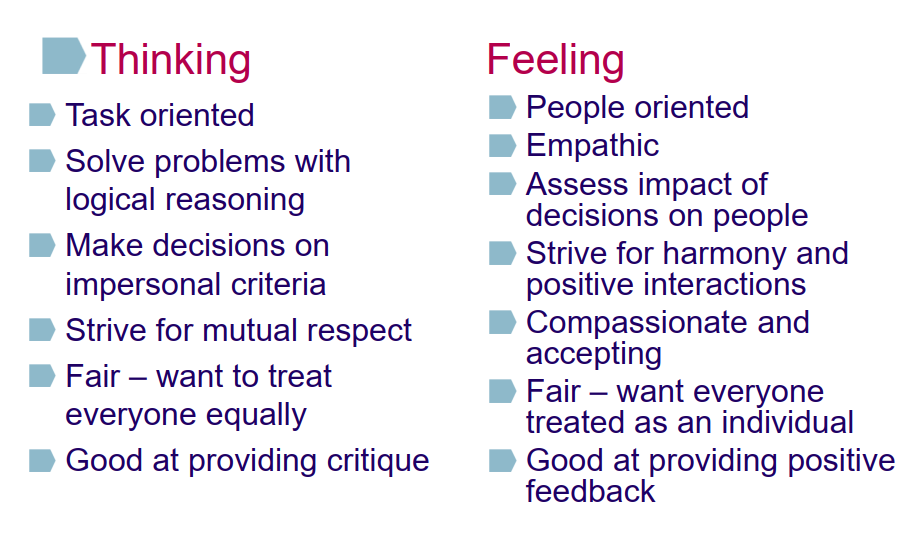 Thinking
Task oriented
Solve problems with
logical reasoning
Make decisions on
impersonal criteria
Strive for mutual respect
Fair – want to treat
everyone equally
Good at providing critique
Feeling
People oriented
Empathic
Assess impact of
decisions on people
Strive for harmony and
positive interactions
Compassionate and
accepting
Fair – want everyone
treated as an individual
Good at providing positive
feedback